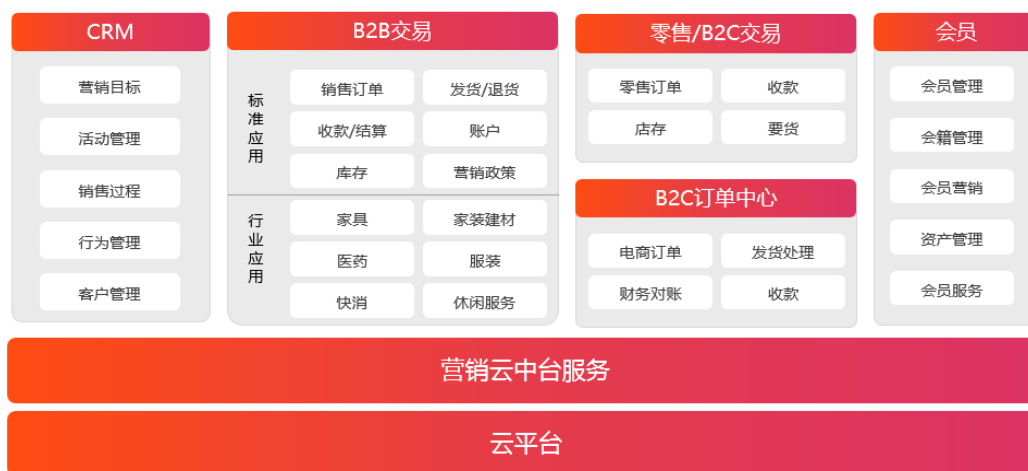 CRM
营销目标
活动管理
销售过程
行为管理
客户管理
B2B交易
标准应用
销售订单
发货/退货
收款/结算
账户
库存
营销政策
行业应用
家具
家装建材
医药
服装
快消
休闲服务
零售/B2C交易
零售订单
收款
店存
要货
B2C订单中心
电商订单
发货处理
财务对账
收款
会员
会员管理
会籍管理
会员营销
资产管理
会员服务
营销云中台服务
云平台